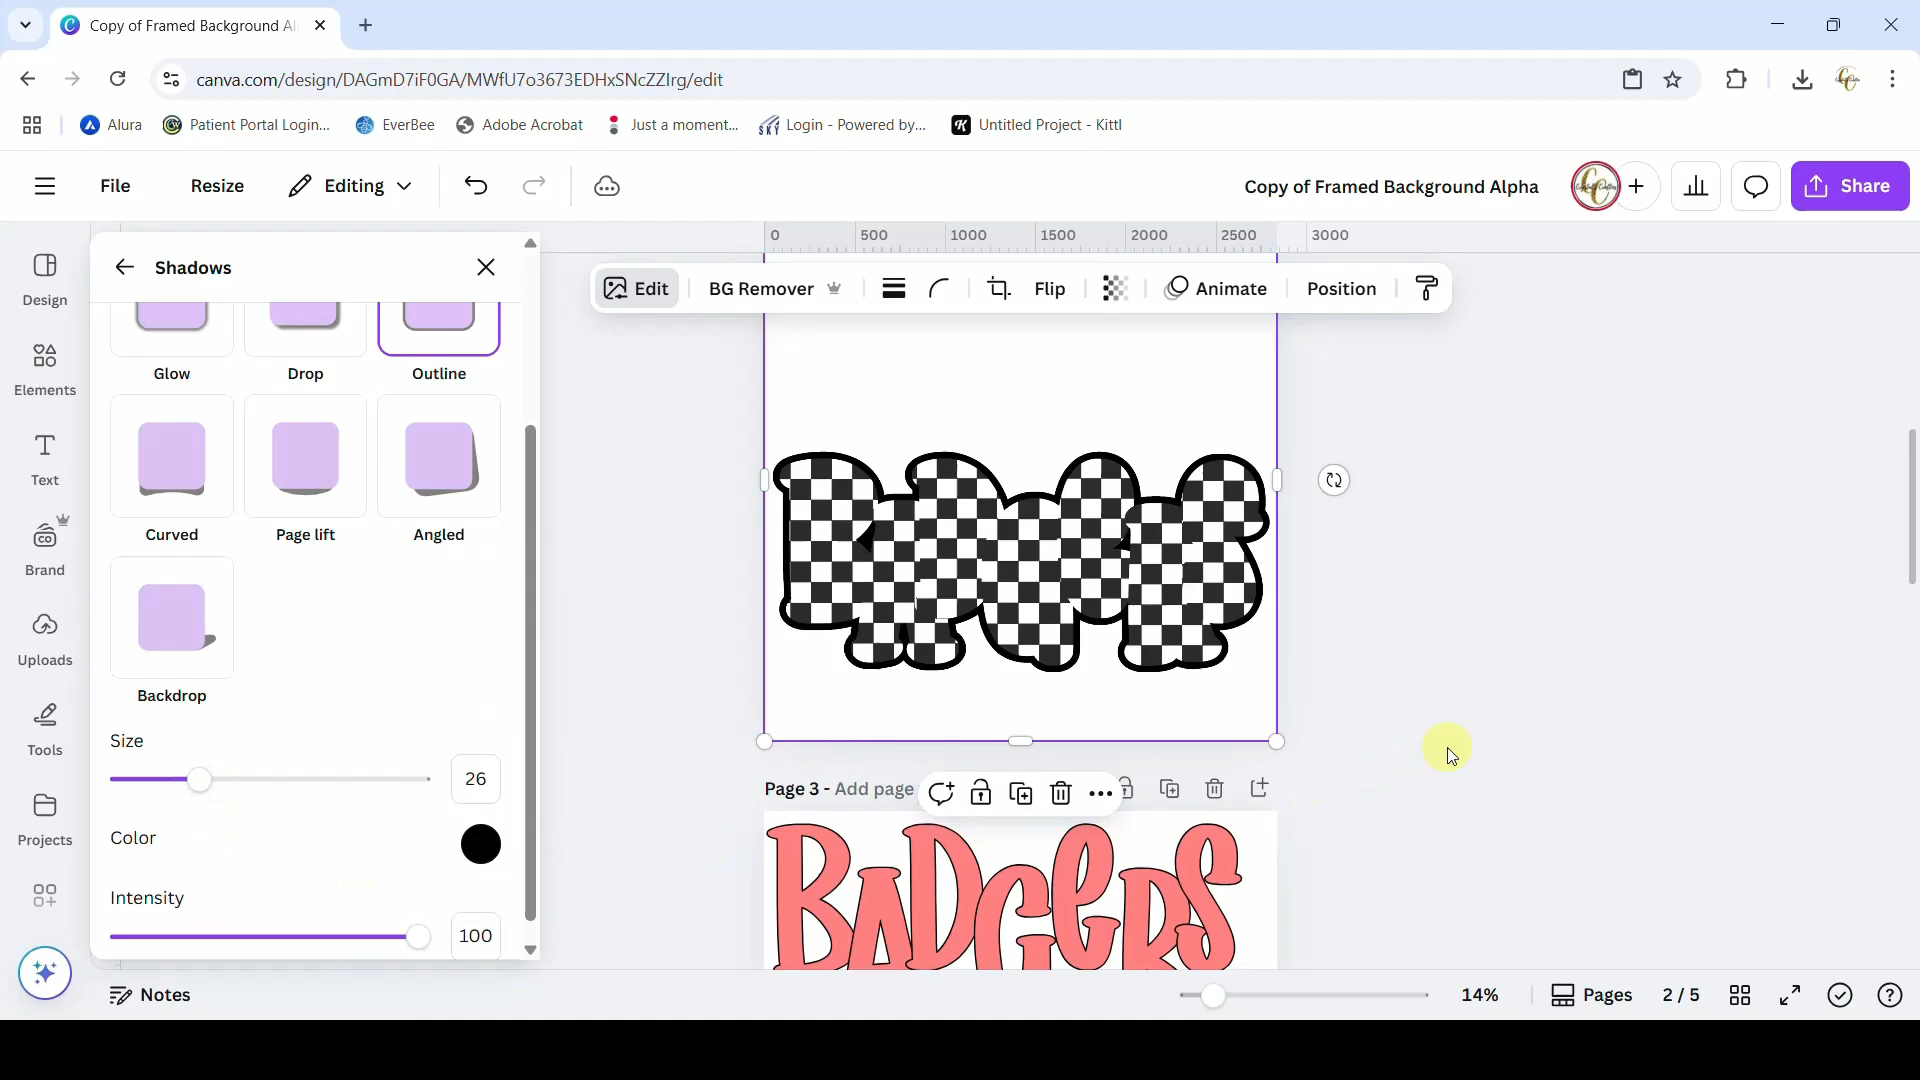 Copy of Framed Background Al
canva.com/design/DAGmD7iF0GA/MWfU7o3673EDHxSNcZZIrg/edit
Alura
Patient Portal Login...
EverBee
Adobe Acrobat
Just a moment...
Login - Powered by...
Untitled Project - Kittl
File
Resize
Editing
Copy of Framed Background Alpha
Share
0 500 1000 1500 2000 2500 3000
Design
Elements
Text
Brand
Uploads
Tools
Projects
Shadows
Glow
Drop
Outline
Curved
Page lift
Angled
Backdrop
Size
26
Color
Intensity
100
Edit
BG Remover
Flip
Animate
Position
Page 3 - Add page
BADGERS
Notes
14%
Pages
2 / 5